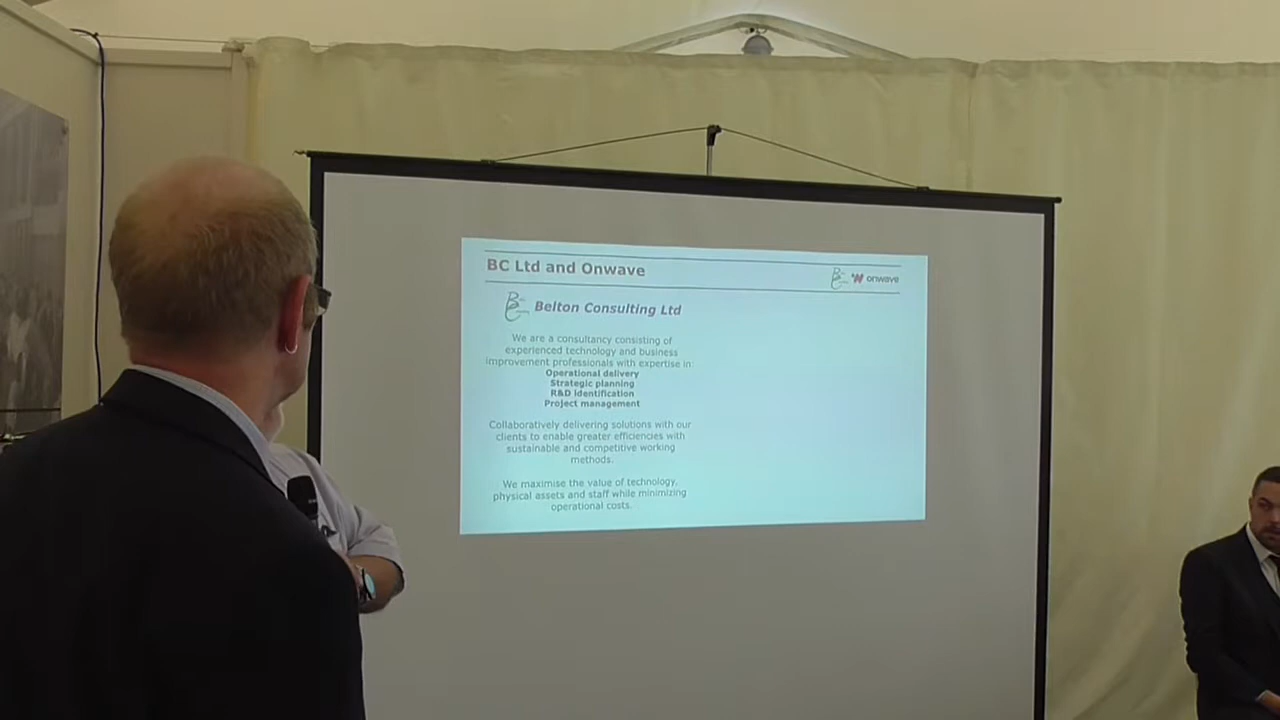 BC Ltd and Onwave
onwave
Belton Consulting Ltd
We are a consultancy consisting of
experienced technology and business
improvement professionals with expertise in:
Operational delivery
Strategic planning
R&D identification
Project management
Collaboratively delivering solutions with our
clients to enable greater efficiencies with
sustainable and competitive working
methods.
We maximise the value of technology,
physical assets and staff while minimizing
operational costs.